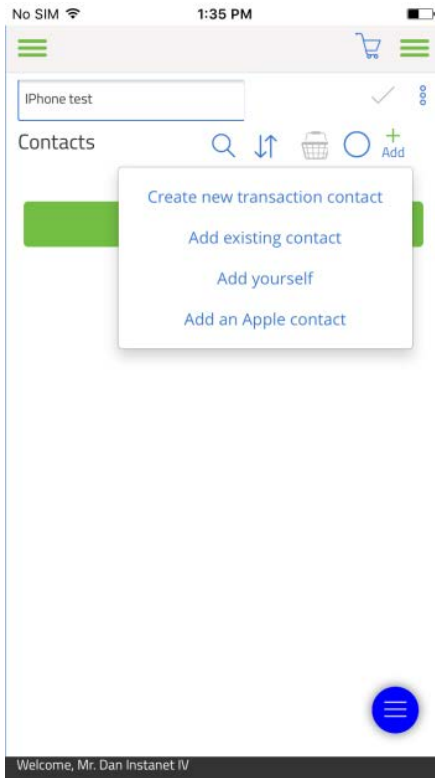 No SIM 1:35 PM
IPhone test
Contacts
Add
Create new transaction contact
Add existing contact
Add yourself
Add an Apple contact
Welcome, Mr. Dan Instanet IV